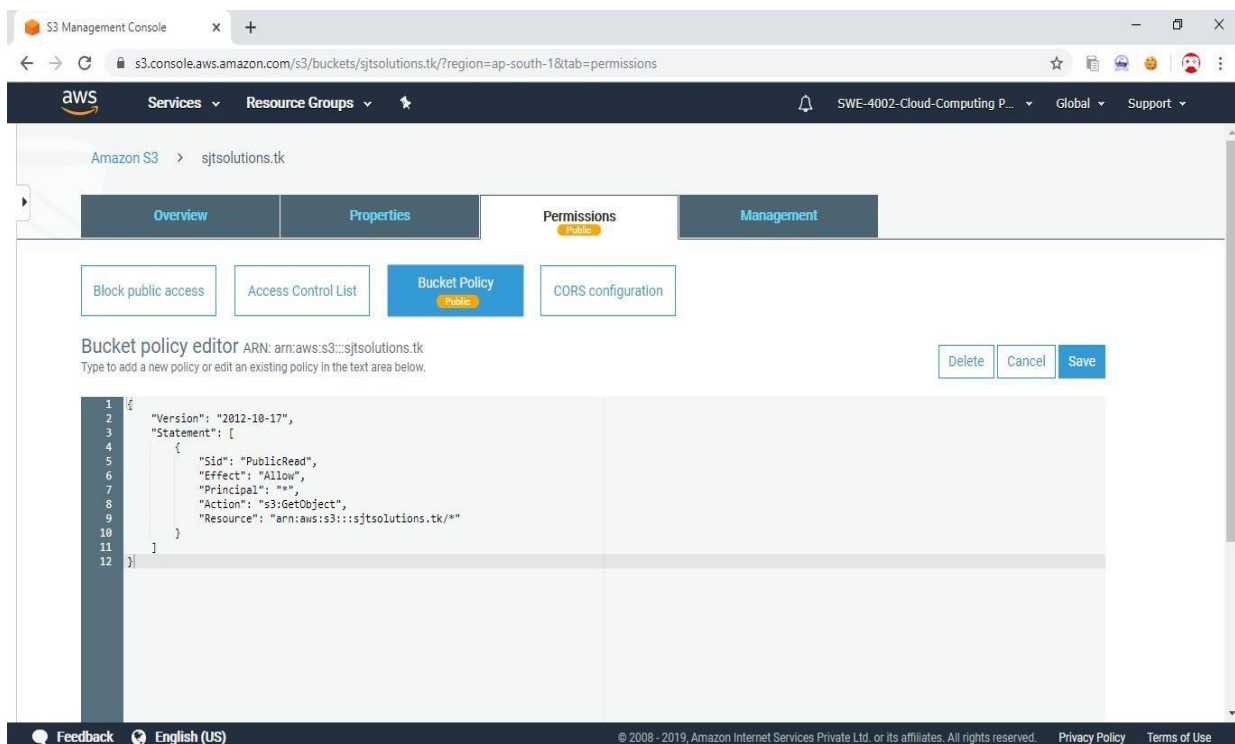 S3 Management Console
s3.console.aws.amazon.com/s3/buckets/sjtsolutions.tk/?region=ap-south-1&tab=permissions
aws Services Resource Groups SWE-4002-Cloud-Computing P... Global Support
Amazon S3 > sjtsolutions.tk
Overview Properties Permissions Management
Public
Block public access Access Control List Bucket Policy CORS configuration
Public
Bucket policy editor ARN: arn:aws:s3:::sjtsolutions.tk
Type to add a new policy or edit an existing policy in the text area below.
Delete Cancel Save
1 {
2 "Version": "2012-10-17",
3 "Statement": [
4 {
5 "Sid": "PublicRead",
6 "Effect": "Allow",
7 "Principal": "*",
8 "Action": "s3:GetObject",
9 "Resource": "arn:aws:s3:::sjtsolutions.tk/*"
10 }
11 ]
12 }
Feedback English (US) © 2008 - 2019, Amazon Internet Services Private Ltd. or its affiliates. All rights reserved. Privacy Policy Terms of Use